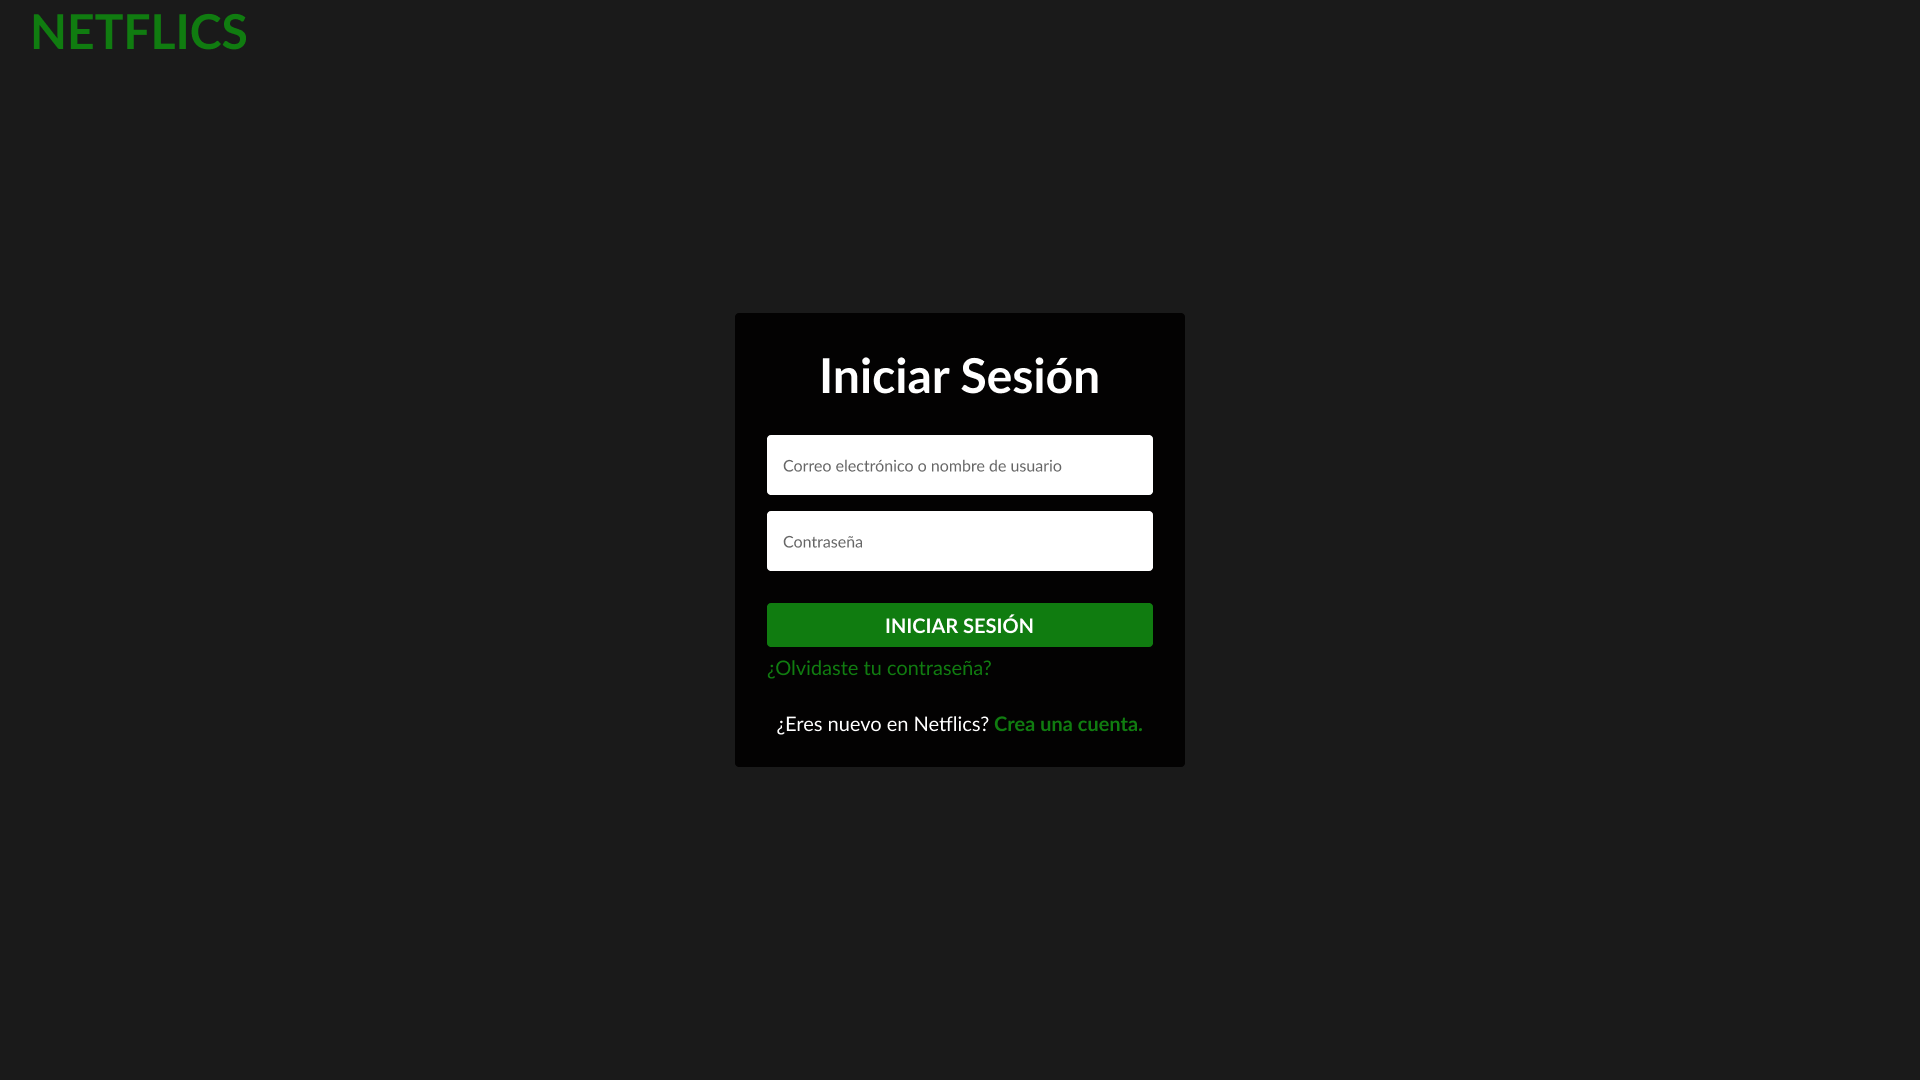 NETFLICS
Iniciar Sesión
Correo electrónico o nombre de usuario
Contraseña
INICIAR SESIÓN
¿Olvidaste tu contraseña?
¿Eres nuevo en Netflics? Crea una cuenta.